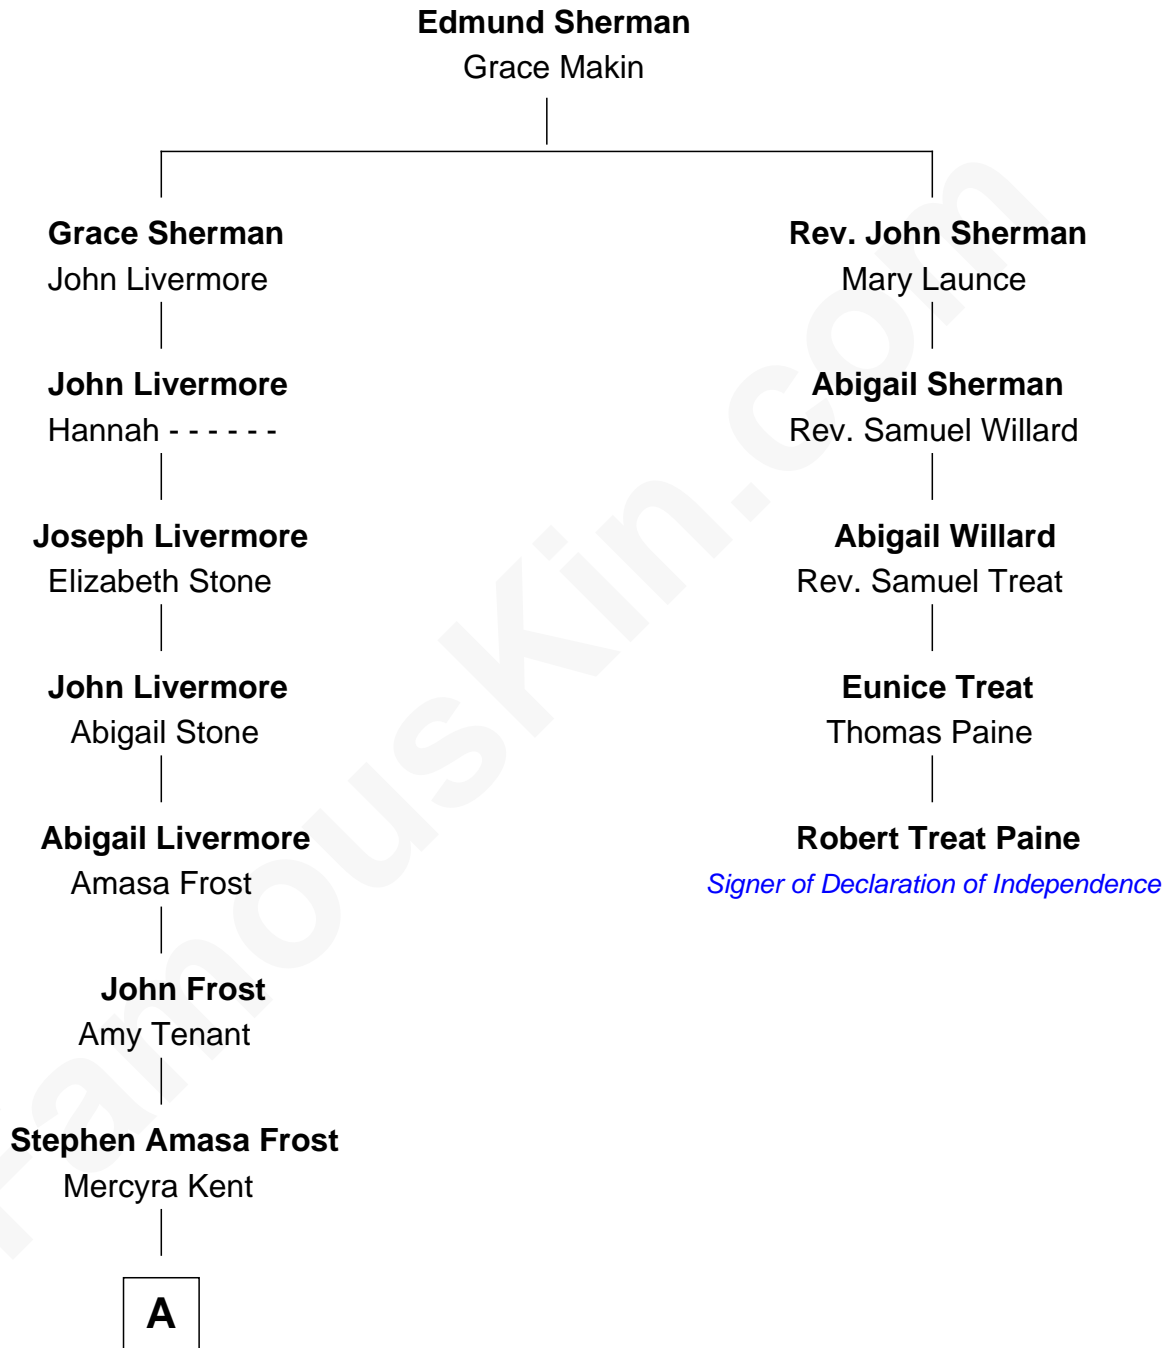 Edmund Sherman
Grace Makin
Grace Sherman
John Livermore
Rev. John Sherman
Mary Launce
John Livermore
Hannah - - - - - -
Abigail Sherman
Rev. Samuel Willard
Joseph Livermore
Elizabeth Stone
Abigail Willard
Rev. Samuel Treat
John Livermore
Abigail Stone
Eunice Treat
Thomas Paine
Abigail Livermore
Amasa Frost
Robert Treat Paine
Signer of Declaration of Independence
John Frost
Amy Tenant
Stephen Amasa Frost
Mercyra Kent
A
FamousKin.com